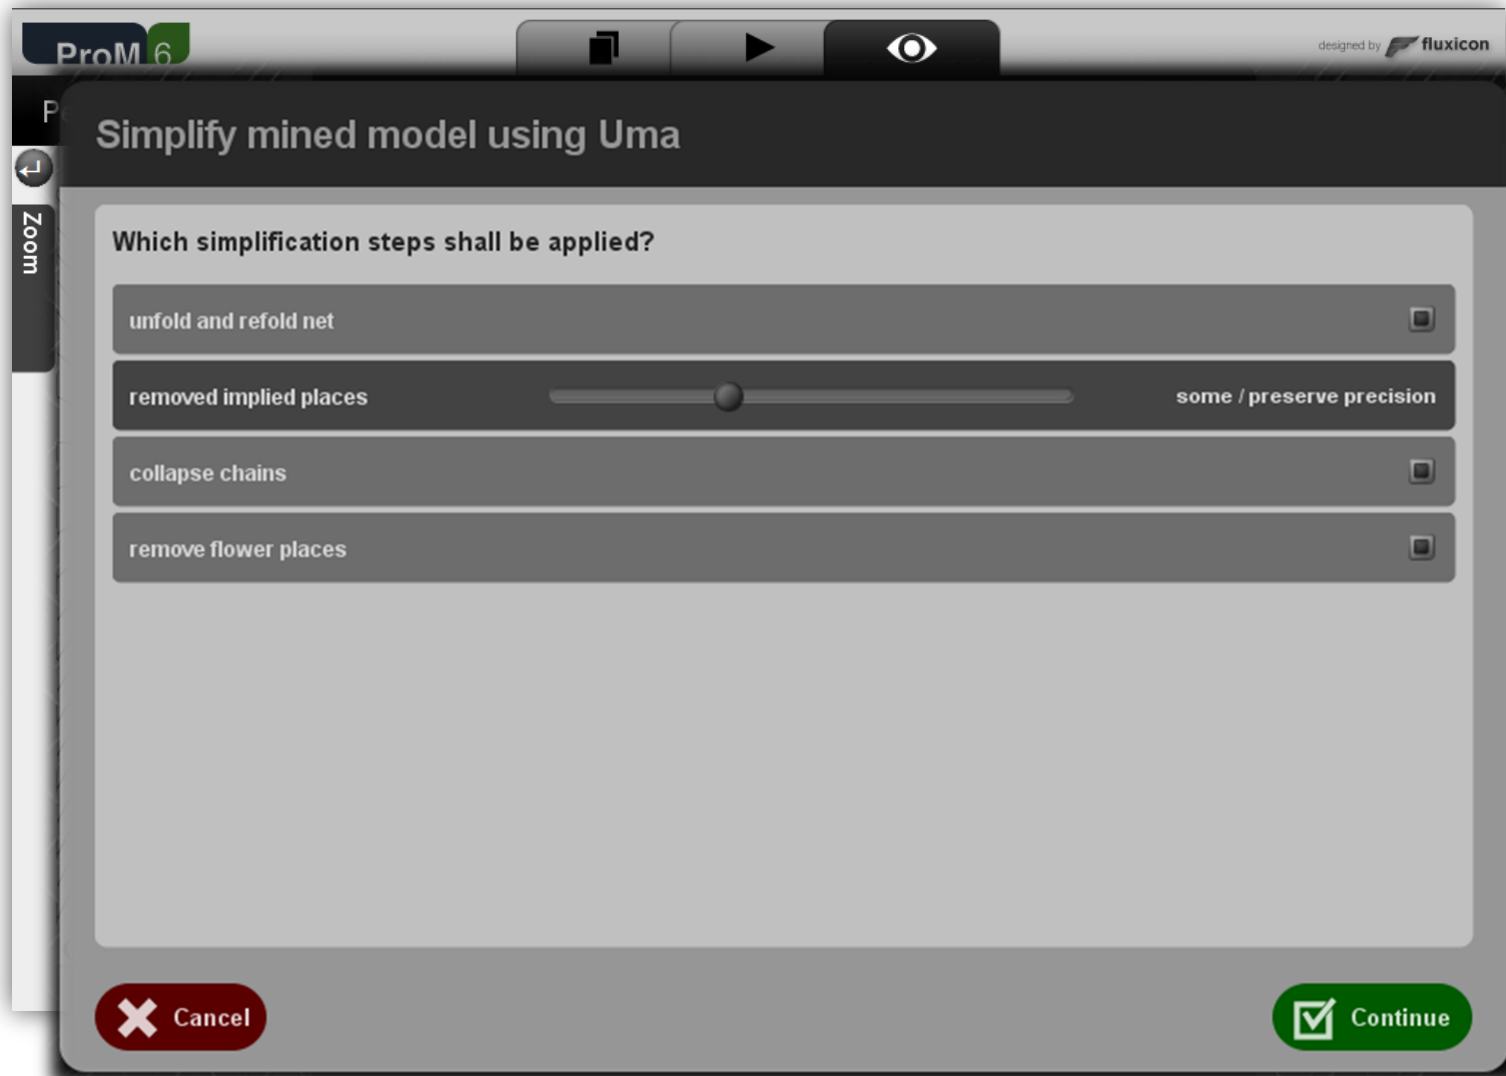 ProM 6
designed by fluxicon
P
Simplify mined model using Uma
Zoom
Which simplification steps shall be applied?
unfold and refold net
removed implied places some / preserve precision
collapse chains
remove flower places
Cancel Continue